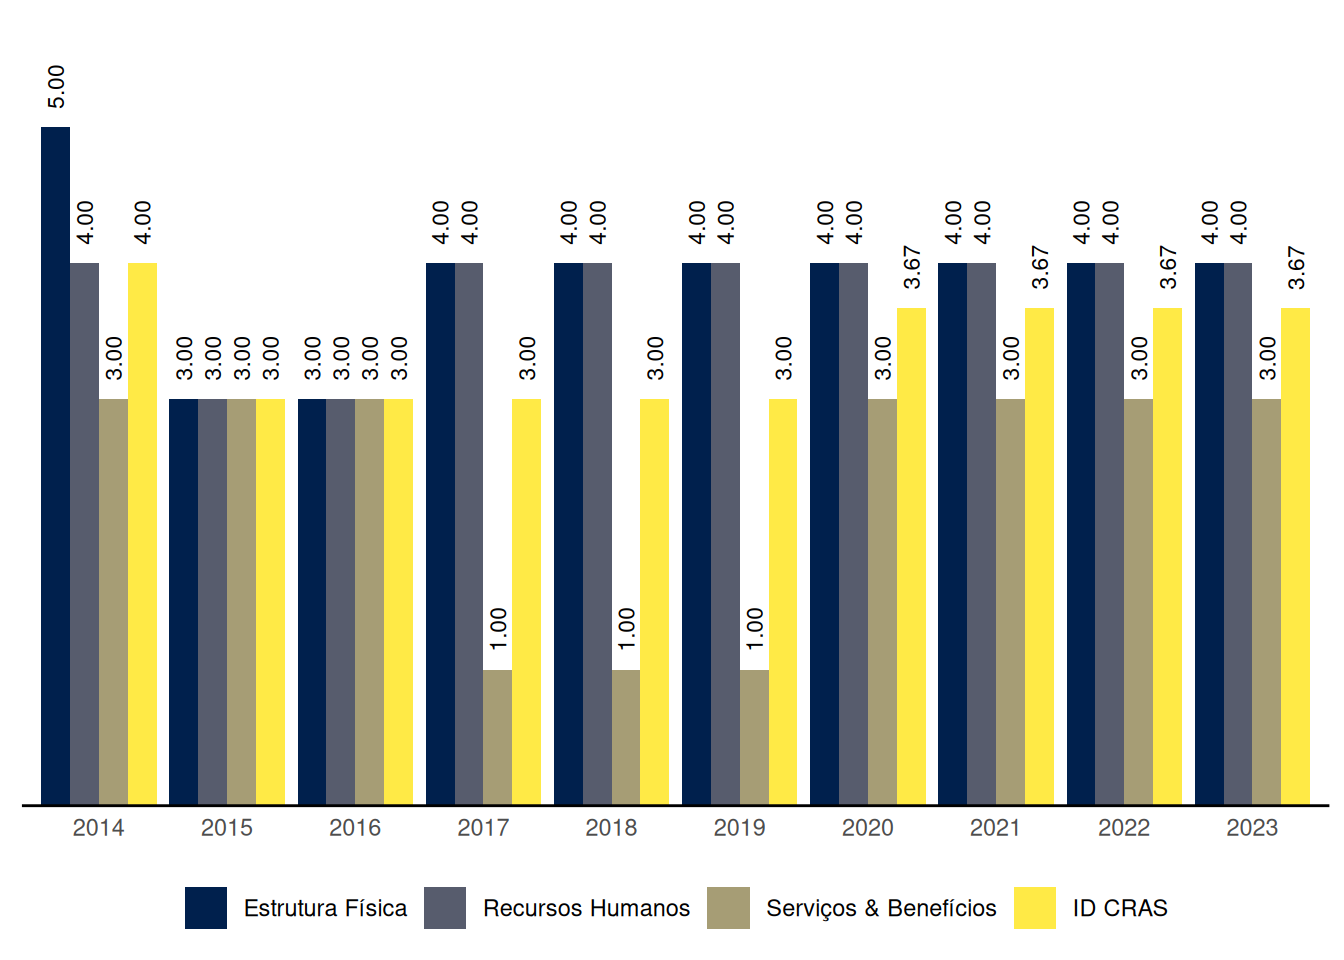 5.00
4.00 4.00 4.00 4.00 4.00 4.00 4.00 4.00 4.00 4.00 4.00 4.00 4.00 4.00 4.00 4.00
3.67 3.67 3.67 3.67
3.00 3.00 3.00 3.00 3.00 3.00 3.00 3.00 3.00 3.00 3.00 3.00 3.00 3.00 3.00 3.00
1.00 1.00 1.00
2014 2015 2016 2017 2018 2019 2020 2021 2022 2023
Estrutura Física Recursos Humanos Serviços & Benefícios ID CRAS